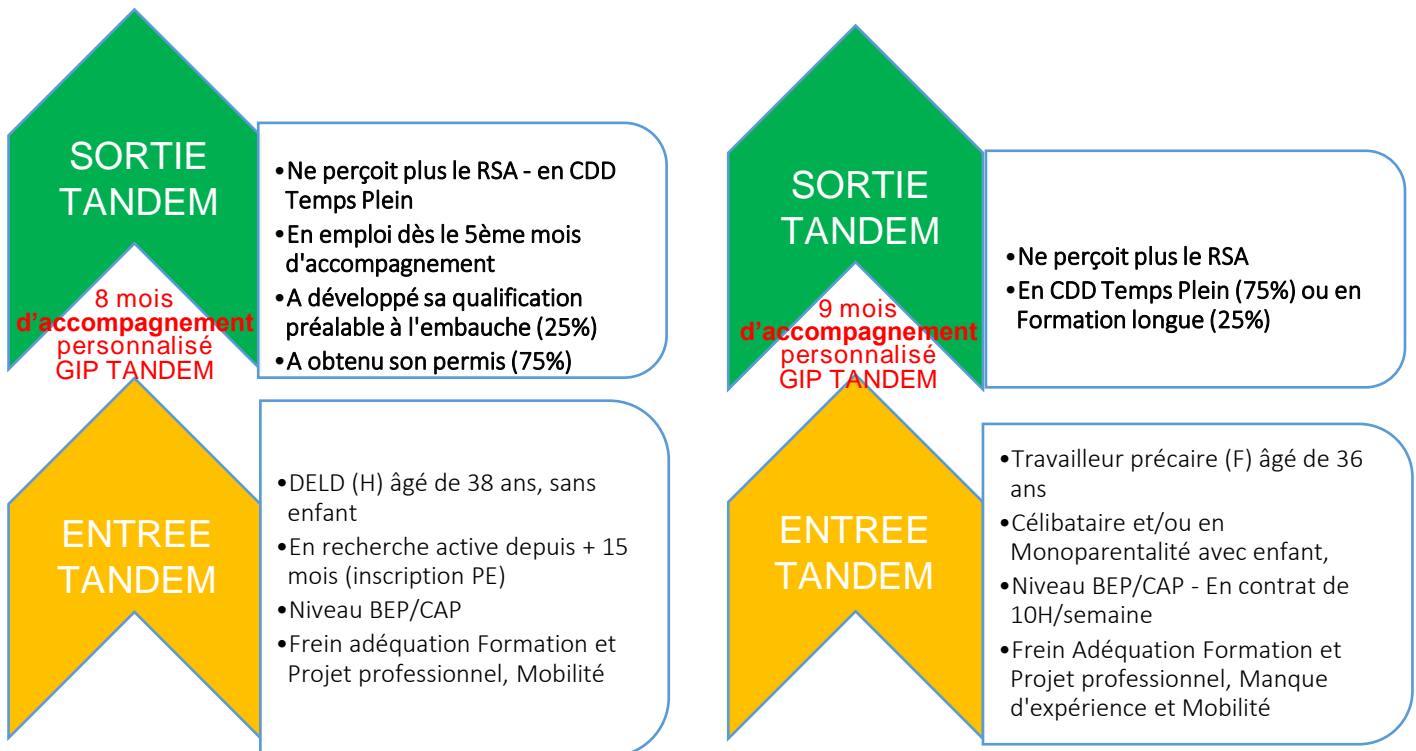 SORTIE
TANDEM
•Ne perçoit plus le RSA - en CDD
Temps Plein
•En emploi dès le 5ème mois
d'accompagnement
•A développé sa qualification
préalable à l'embauche (25%)
•A obtenu son permis (75%)
8 mois
d’accompagnement
personnalisé
GIP TANDEM
ENTREE
TANDEM
•DELD (H) âgé de 38 ans, sans
enfant
•En recherche active depuis + 15
mois (inscription PE)
•Niveau BEP/CAP
•Frein adéquation Formation et
Projet professionnel, Mobilité
SORTIE
TANDEM
•Ne perçoit plus le RSA
•En CDD Temps Plein (75%) ou en
Formation longue (25%)
9 mois
d’accompagnement
personnalisé
GIP TANDEM
ENTREE
TANDEM
•Travailleur précaire (F) âgé de 36
ans
•Célibataire et/ou en
Monoparentalité avec enfant,
•Niveau BEP/CAP - En contrat de
10H/semaine
•Frein Adéquation Formation et
Projet professionnel, Manque
d'expérience et Mobilité